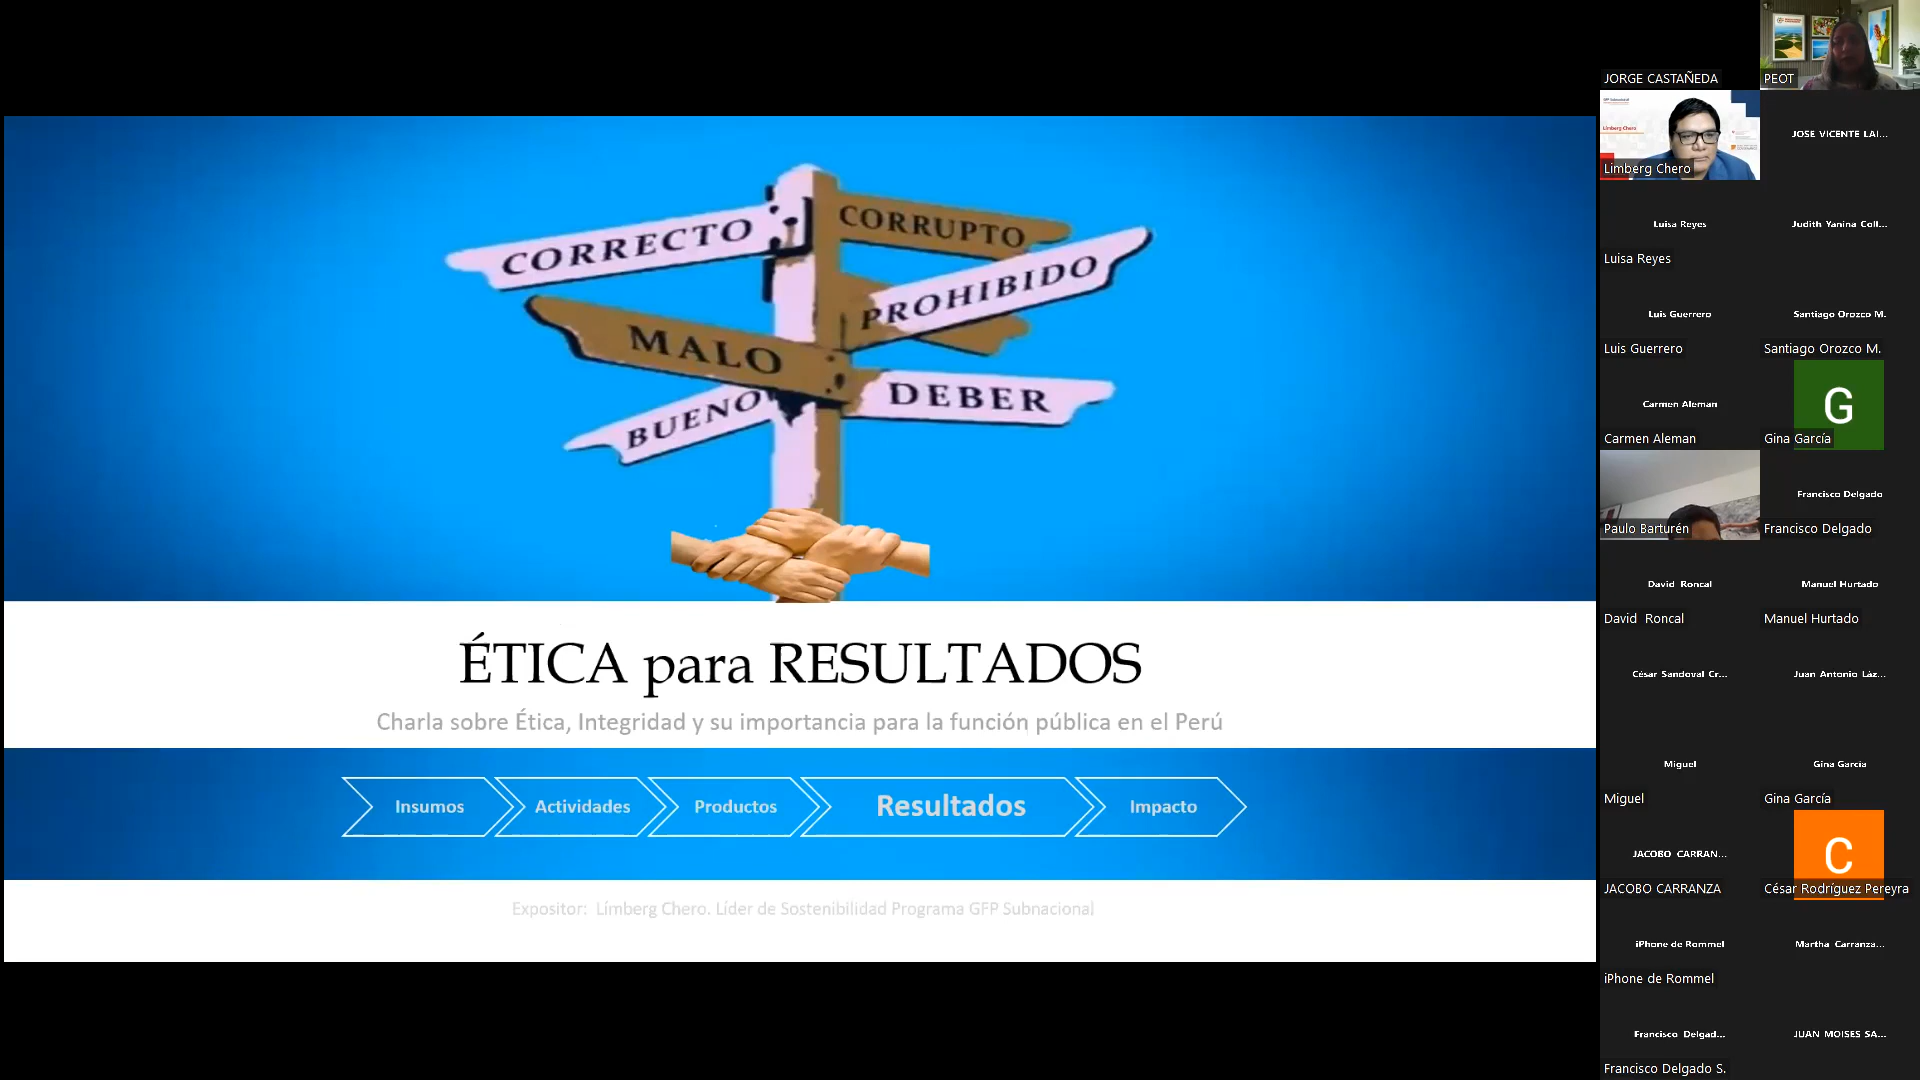 CORRECTO
CORRUPTO
PROHIBIDO
MALO
DEBER
BUENO
ÉTICA para RESULTADOS
Charla sobre Ética, Integridad y su importancia para la función pública en el Perú
Insumos
Actividades
Productos
Resultados
Impacto
Expositor: Límberg Chero. Líder de Sostenibilidad Programa GFP Subnacional
JORGE CASTAÑEDA
PEOT
Limberg Chero
Limberg Chero
JOSE VICENTE LAI...
Luisa Reyes
Luisa Reyes
Judith Yanina Coll...
Luis Guerrero
Luis Guerrero
Santiago Orozco M.
Santiago Orozco M.
Carmen Aleman
Carmen Aleman
G
Gina García
Paulo Barturén
Francisco Delgado
Francisco Delgado
David Roncal
David Roncal
Manuel Hurtado
Manuel Hurtado
César Sandoval Cr...
Juan Antonio Láz...
Miguel
Miguel
Gina García
Gina García
JACOBO CARRAN...
JACOBO CARRANZA
C
César Rodríguez Pereyra
iPhone de Rommel
iPhone de Rommel
Martha Carranza...
Francisco Delgad...
Francisco Delgado S.
JUAN MOISES SA...